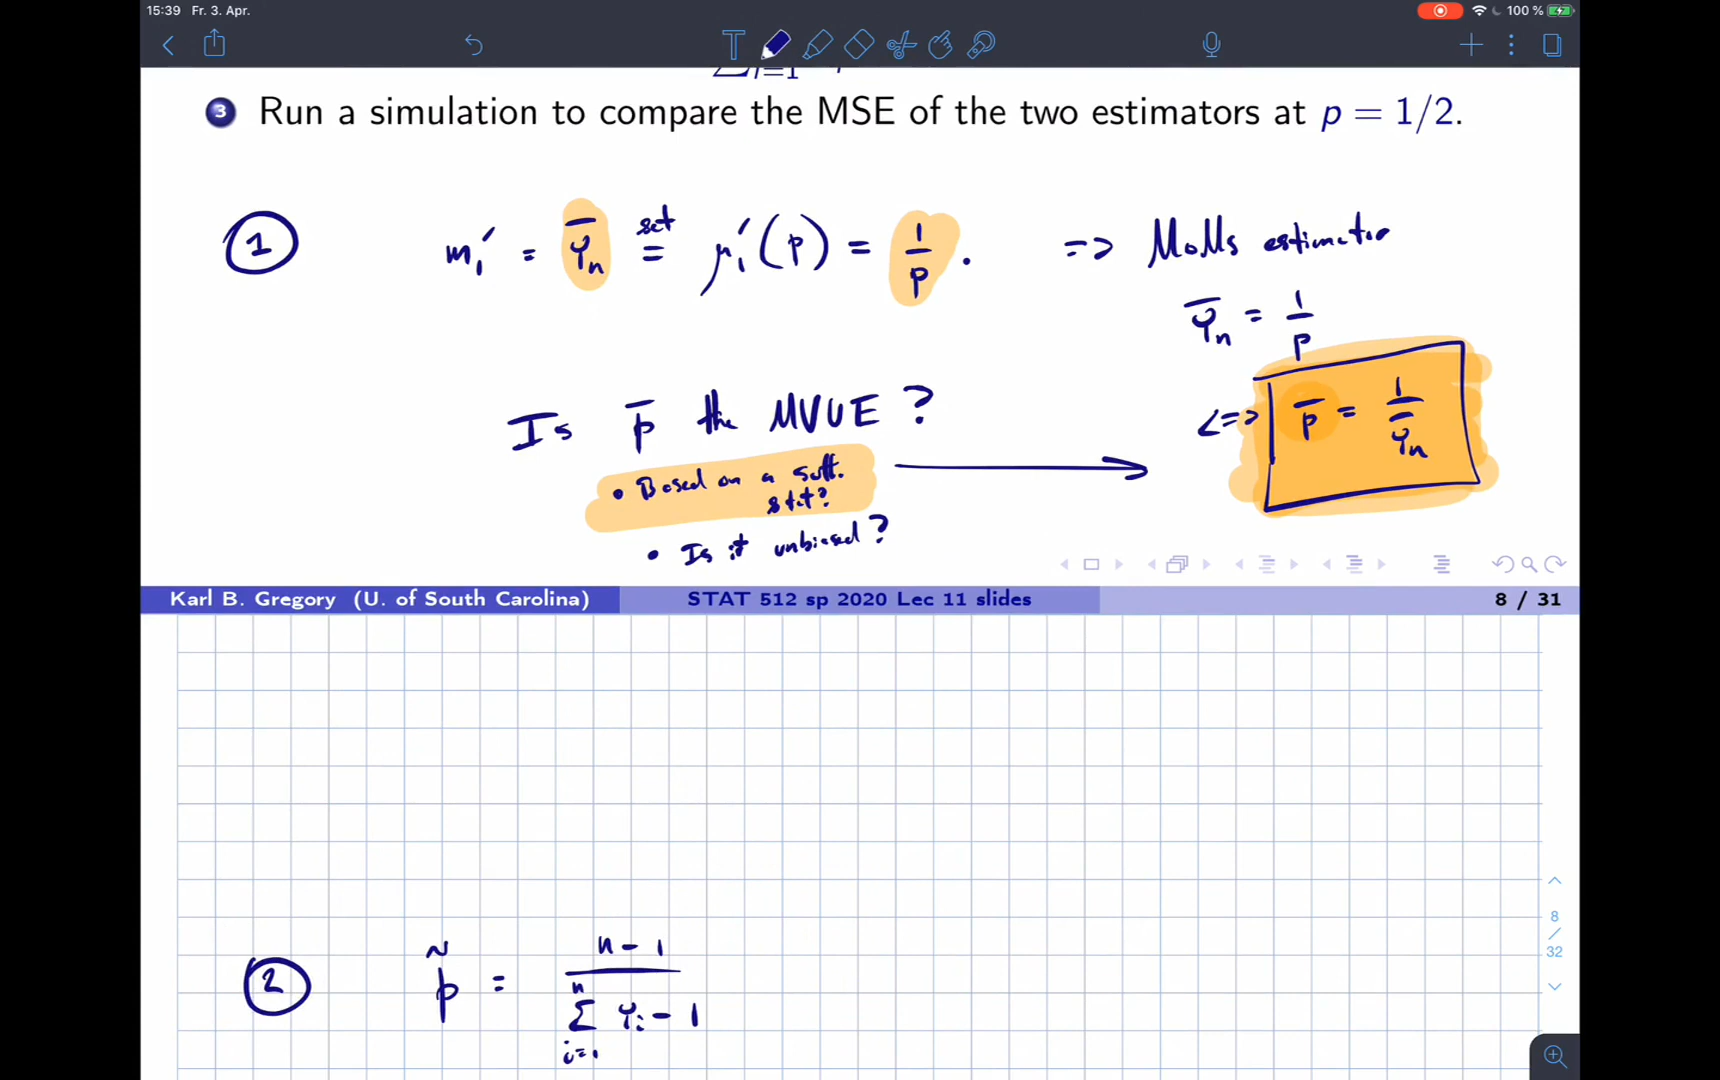 15:39 Fr. 3. Apr. 100 %
3 Run a simulation to compare the MSE of the two estimators at p = 1/2.
1 m₁′ = Ȳₙ set = μ₁′(p) = 1/p . => MoMs estimator
Ȳₙ = 1/p
<=> p̄ = 1/Ȳₙ
Is p̄ the MVUE ?
• Based on a suff.
stat?
• Is it unbiased?
Karl B. Gregory (U. of South Carolina) STAT 512 sp 2020 Lec 11 slides 8 / 31
8
/
32
2 p̃ = (n - 1) / (∑ⁿᵢ₌₁ Yᵢ - 1)